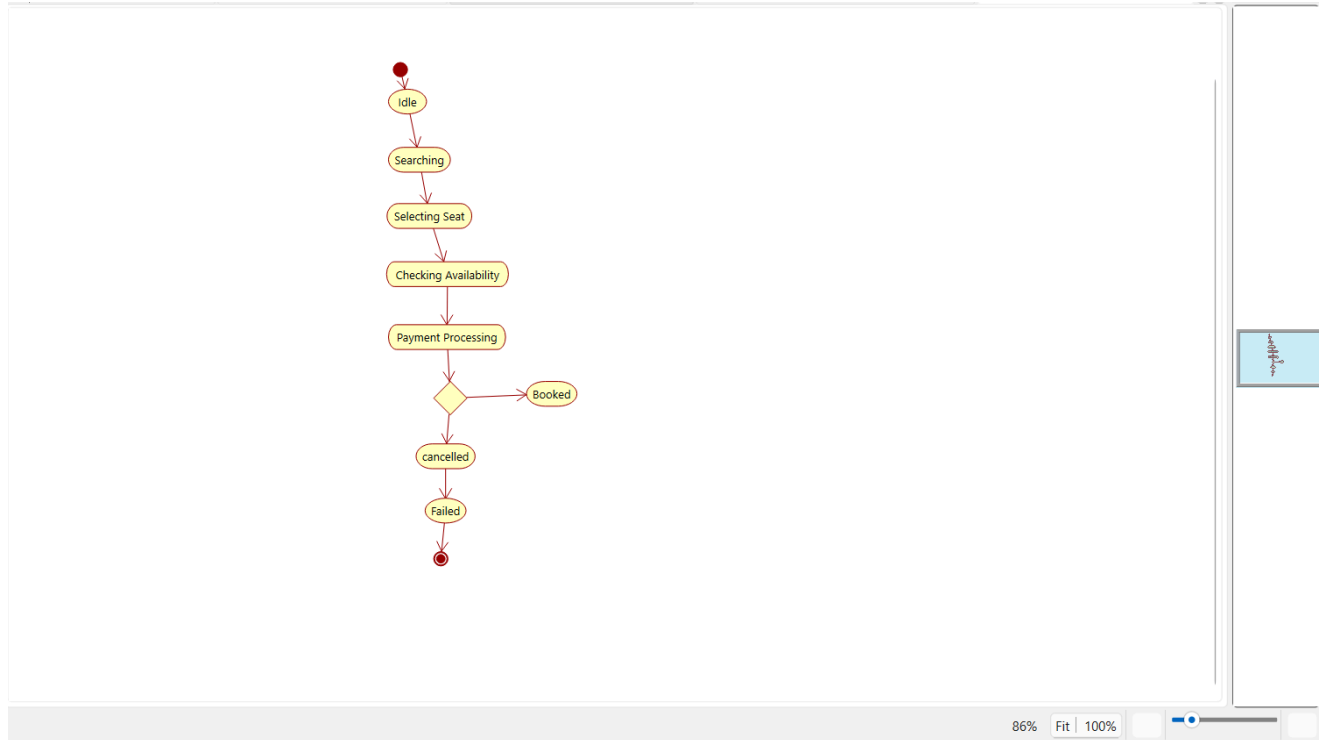 Idle
Searching
Selecting Seat
Checking Availability
Payment Processing
Booked
cancelled
Failed
86% Fit 100%